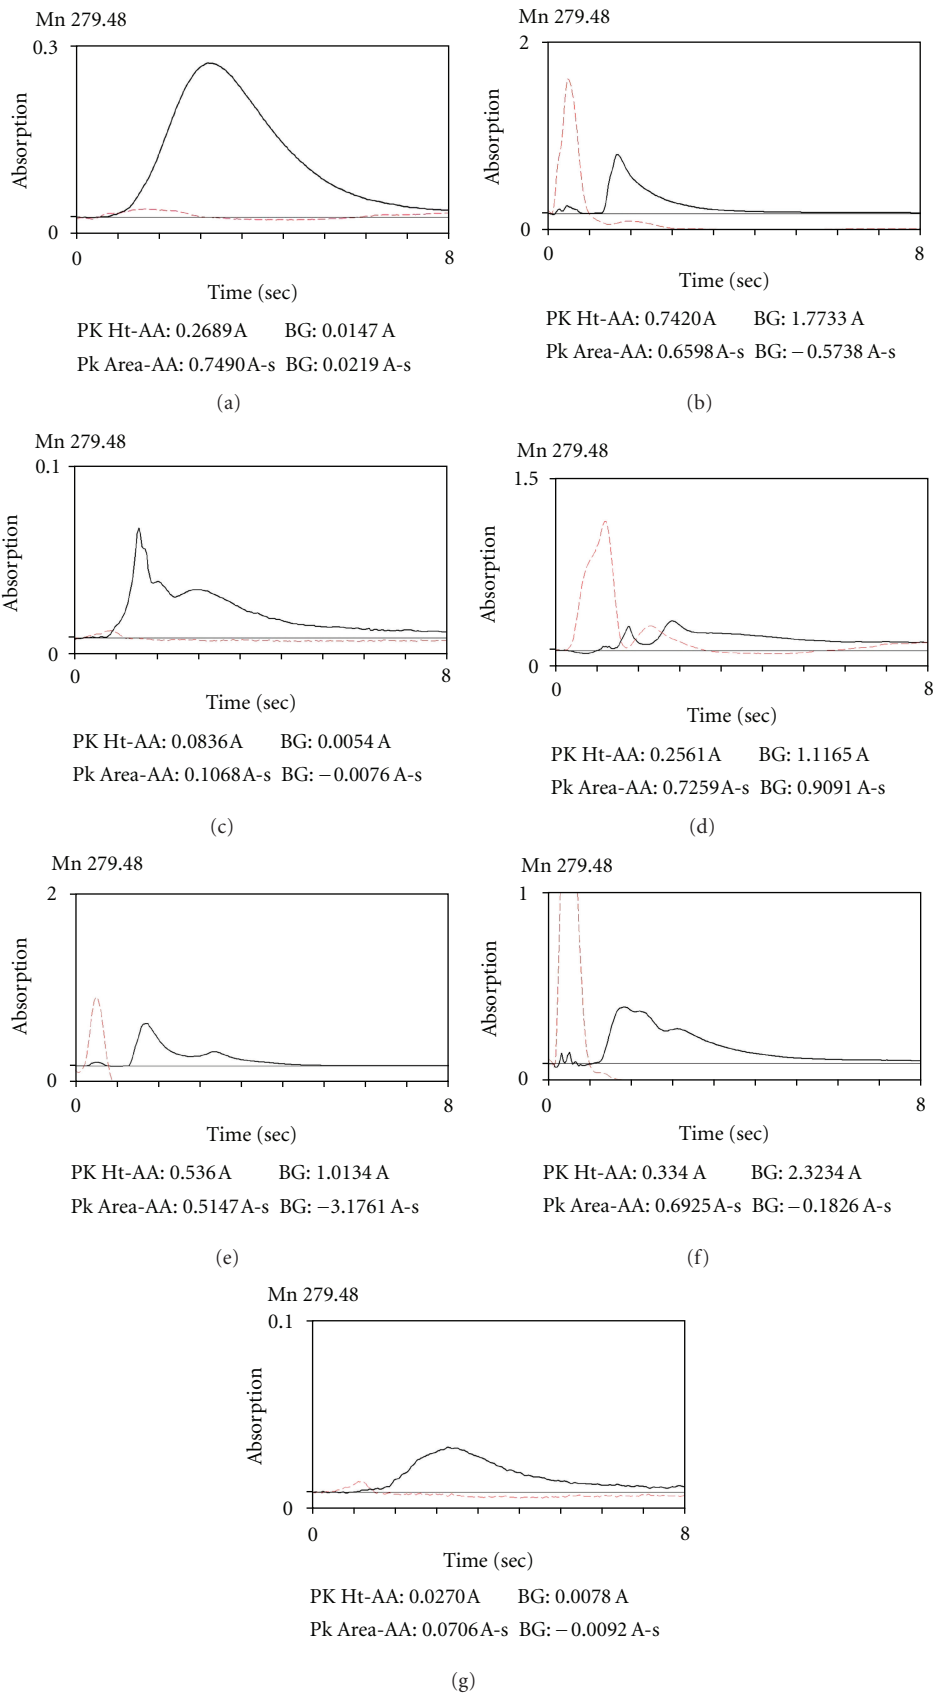 Mn 279.48
0.3
Absorption
0
0
8
Time (sec)
PK Ht-AA: 0.2689 A BG: 0.0147 A
Pk Area-AA: 0.7490 A-s BG: 0.0219 A-s
(a)
Mn 279.48
2
Absorption
0
0
8
Time (sec)
PK Ht-AA: 0.7420 A BG: 1.7733 A
Pk Area-AA: 0.6598 A-s BG: −0.5738 A-s
(b)
Mn 279.48
0.1
Absorption
0
0
8
Time (sec)
PK Ht-AA: 0.0836 A BG: 0.0054 A
Pk Area-AA: 0.1068 A-s BG: −0.0076 A-s
(c)
Mn 279.48
1.5
Absorption
0
0
8
Time (sec)
PK Ht-AA: 0.2561 A BG: 1.1165 A
Pk Area-AA: 0.7259 A-s BG: 0.9091 A-s
(d)
Mn 279.48
2
Absorption
0
0
8
Time (sec)
PK Ht-AA: 0.536 A BG: 1.0134 A
Pk Area-AA: 0.5147 A-s BG: −3.1761 A-s
(e)
Mn 279.48
1
Absorption
0
0
8
Time (sec)
PK Ht-AA: 0.334 A BG: 2.3234 A
Pk Area-AA: 0.6925 A-s BG: −0.1826 A-s
(f)
Mn 279.48
0.1
Absorption
0
0
8
Time (sec)
PK Ht-AA: 0.0270 A BG: 0.0078 A
Pk Area-AA: 0.0706 A-s BG: −0.0092 A-s
(g)